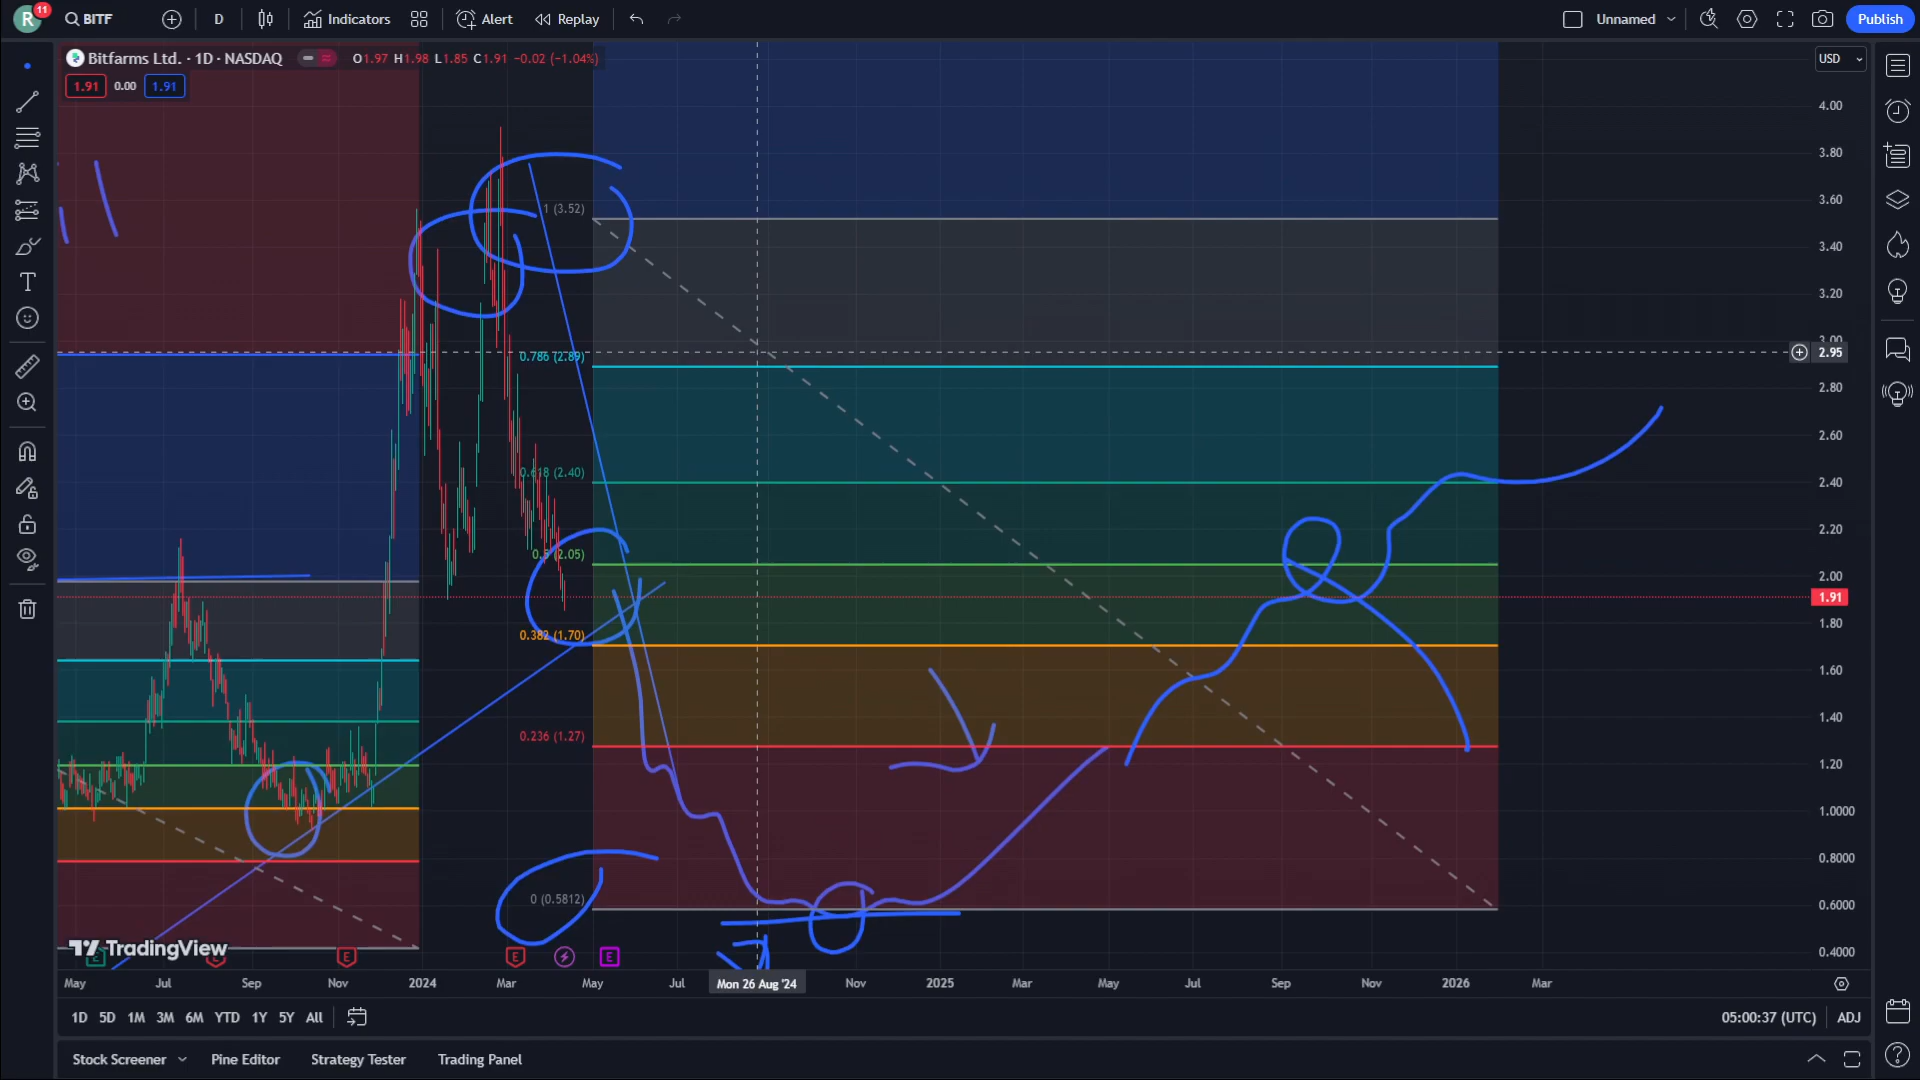 R 11 BITF D Indicators Alert Replay Unnamed Publish
Bitfarms Ltd. · 1D · NASDAQ O1.97 H1.98 L1.85 C1.91 −0.02 (−1.04%) USD
1.91 0.00 1.91
4.00
3.80
1 (3.52) 3.60
3.40
3.20
3.00
0.786 (2.89) 2.95
2.80
2.60
0.618 (2.40) 2.40
2.20
0.5 (2.05) 2.00
1.91
0.382 (1.70) 1.80
1.60
1.40
0.236 (1.27) 1.20
1.0000
0.8000
0 (0.5812) 0.6000
TradingView 0.4000
E E E E E
May Jul Sep Nov 2024 Mar May Jul Mon 26 Aug '24 Nov 2025 Mar May Jul Sep Nov 2026 Mar
1D 5D 1M 3M 6M YTD 1Y 5Y All 05:00:37 (UTC) ADJ
Stock Screener Pine Editor Strategy Tester Trading Panel